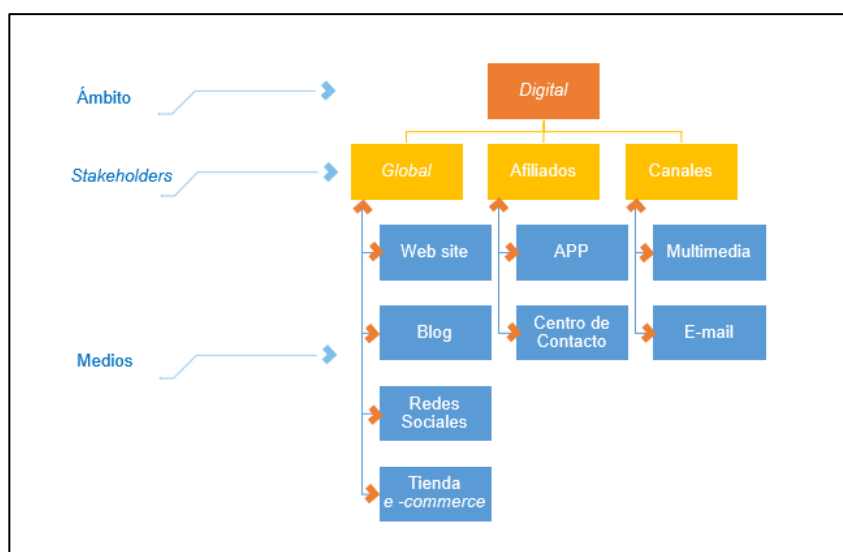 Ámbito
Digital
Stakeholders
Global
Afiliados
Canales
Medios
Web site
APP
Multimedia
Blog
Centro de
Contacto
E-mail
Redes
Sociales
Tienda
e -commerce